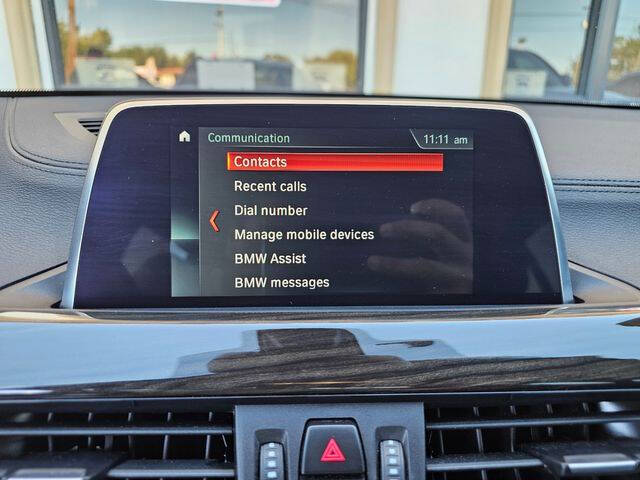 Communication 11:11 am
Contacts
Recent calls
Dial number
Manage mobile devices
BMW Assist
BMW messages